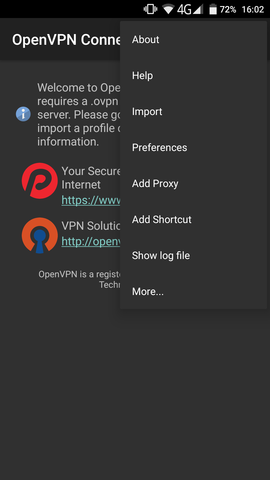 4G 72% 16:02
OpenVPN Conne
About
Help
Import
Preferences
Add Proxy
Add Shortcut
Show log file
More...
Welcome to Ope
requires a .ovpn
server. Please go
import a profile o
information.
Your Secure
Internet
https://www
VPN Solutio
http://openv
OpenVPN is a registe
Techn